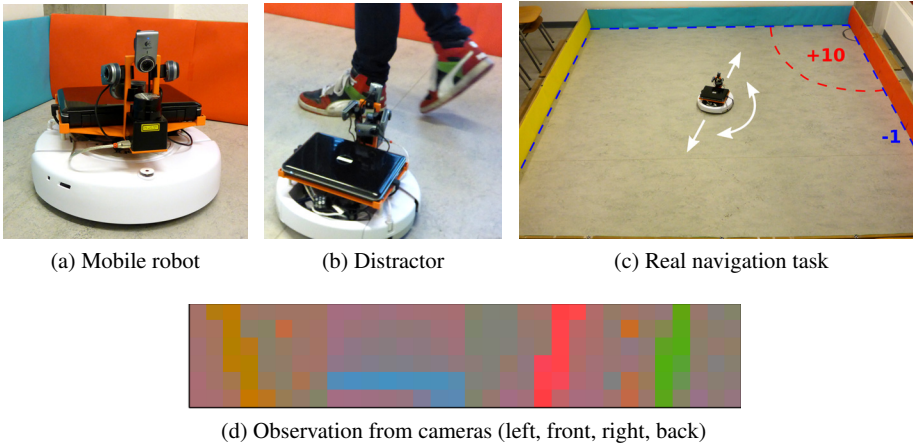 +10
-1
(a) Mobile robot
(b) Distractor
(c) Real navigation task
(d) Observation from cameras (left, front, right, back)